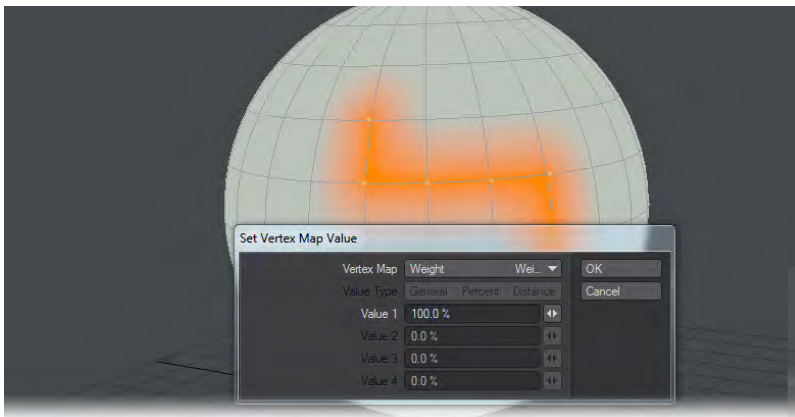 Set Vertex Map Value
Vertex Map Weight Wei... OK
Value Type General Percent Distance Cancel
Value 1 100.0 %
Value 2 0.0 %
Value 3 0.0 %
Value 4 0.0 %